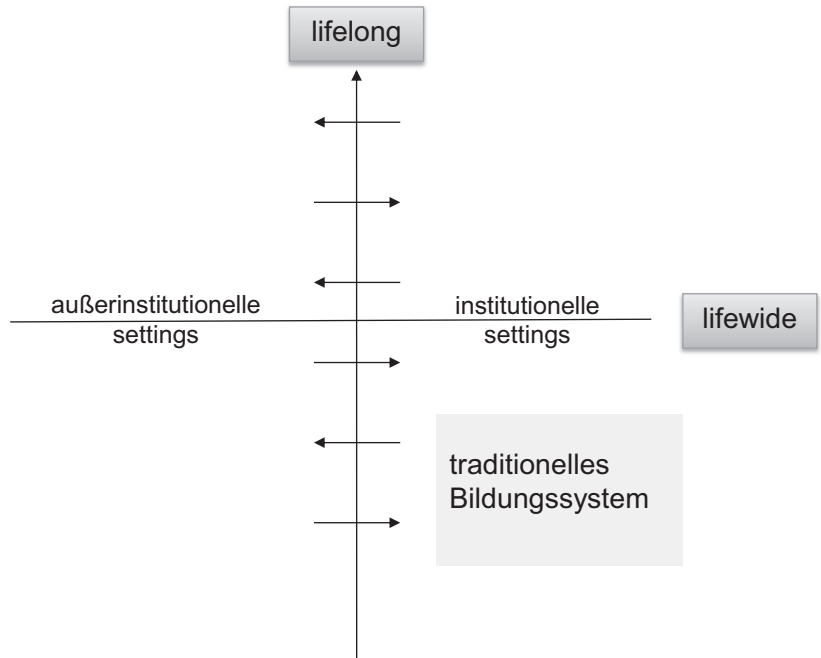 lifelong
außerinstitutionelle
settings
institutionelle
settings
lifewide
traditionelles
Bildungssystem